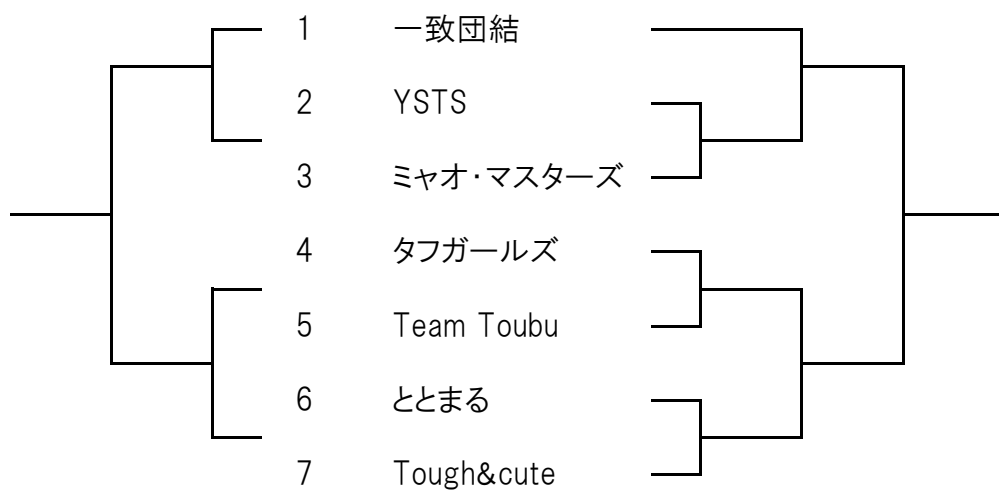 1 一致団結
2 YSTS
3 ミャオ・マスターズ
4 タフガールズ
5 Team Toubu
6 ととまる
7 Tough&cute